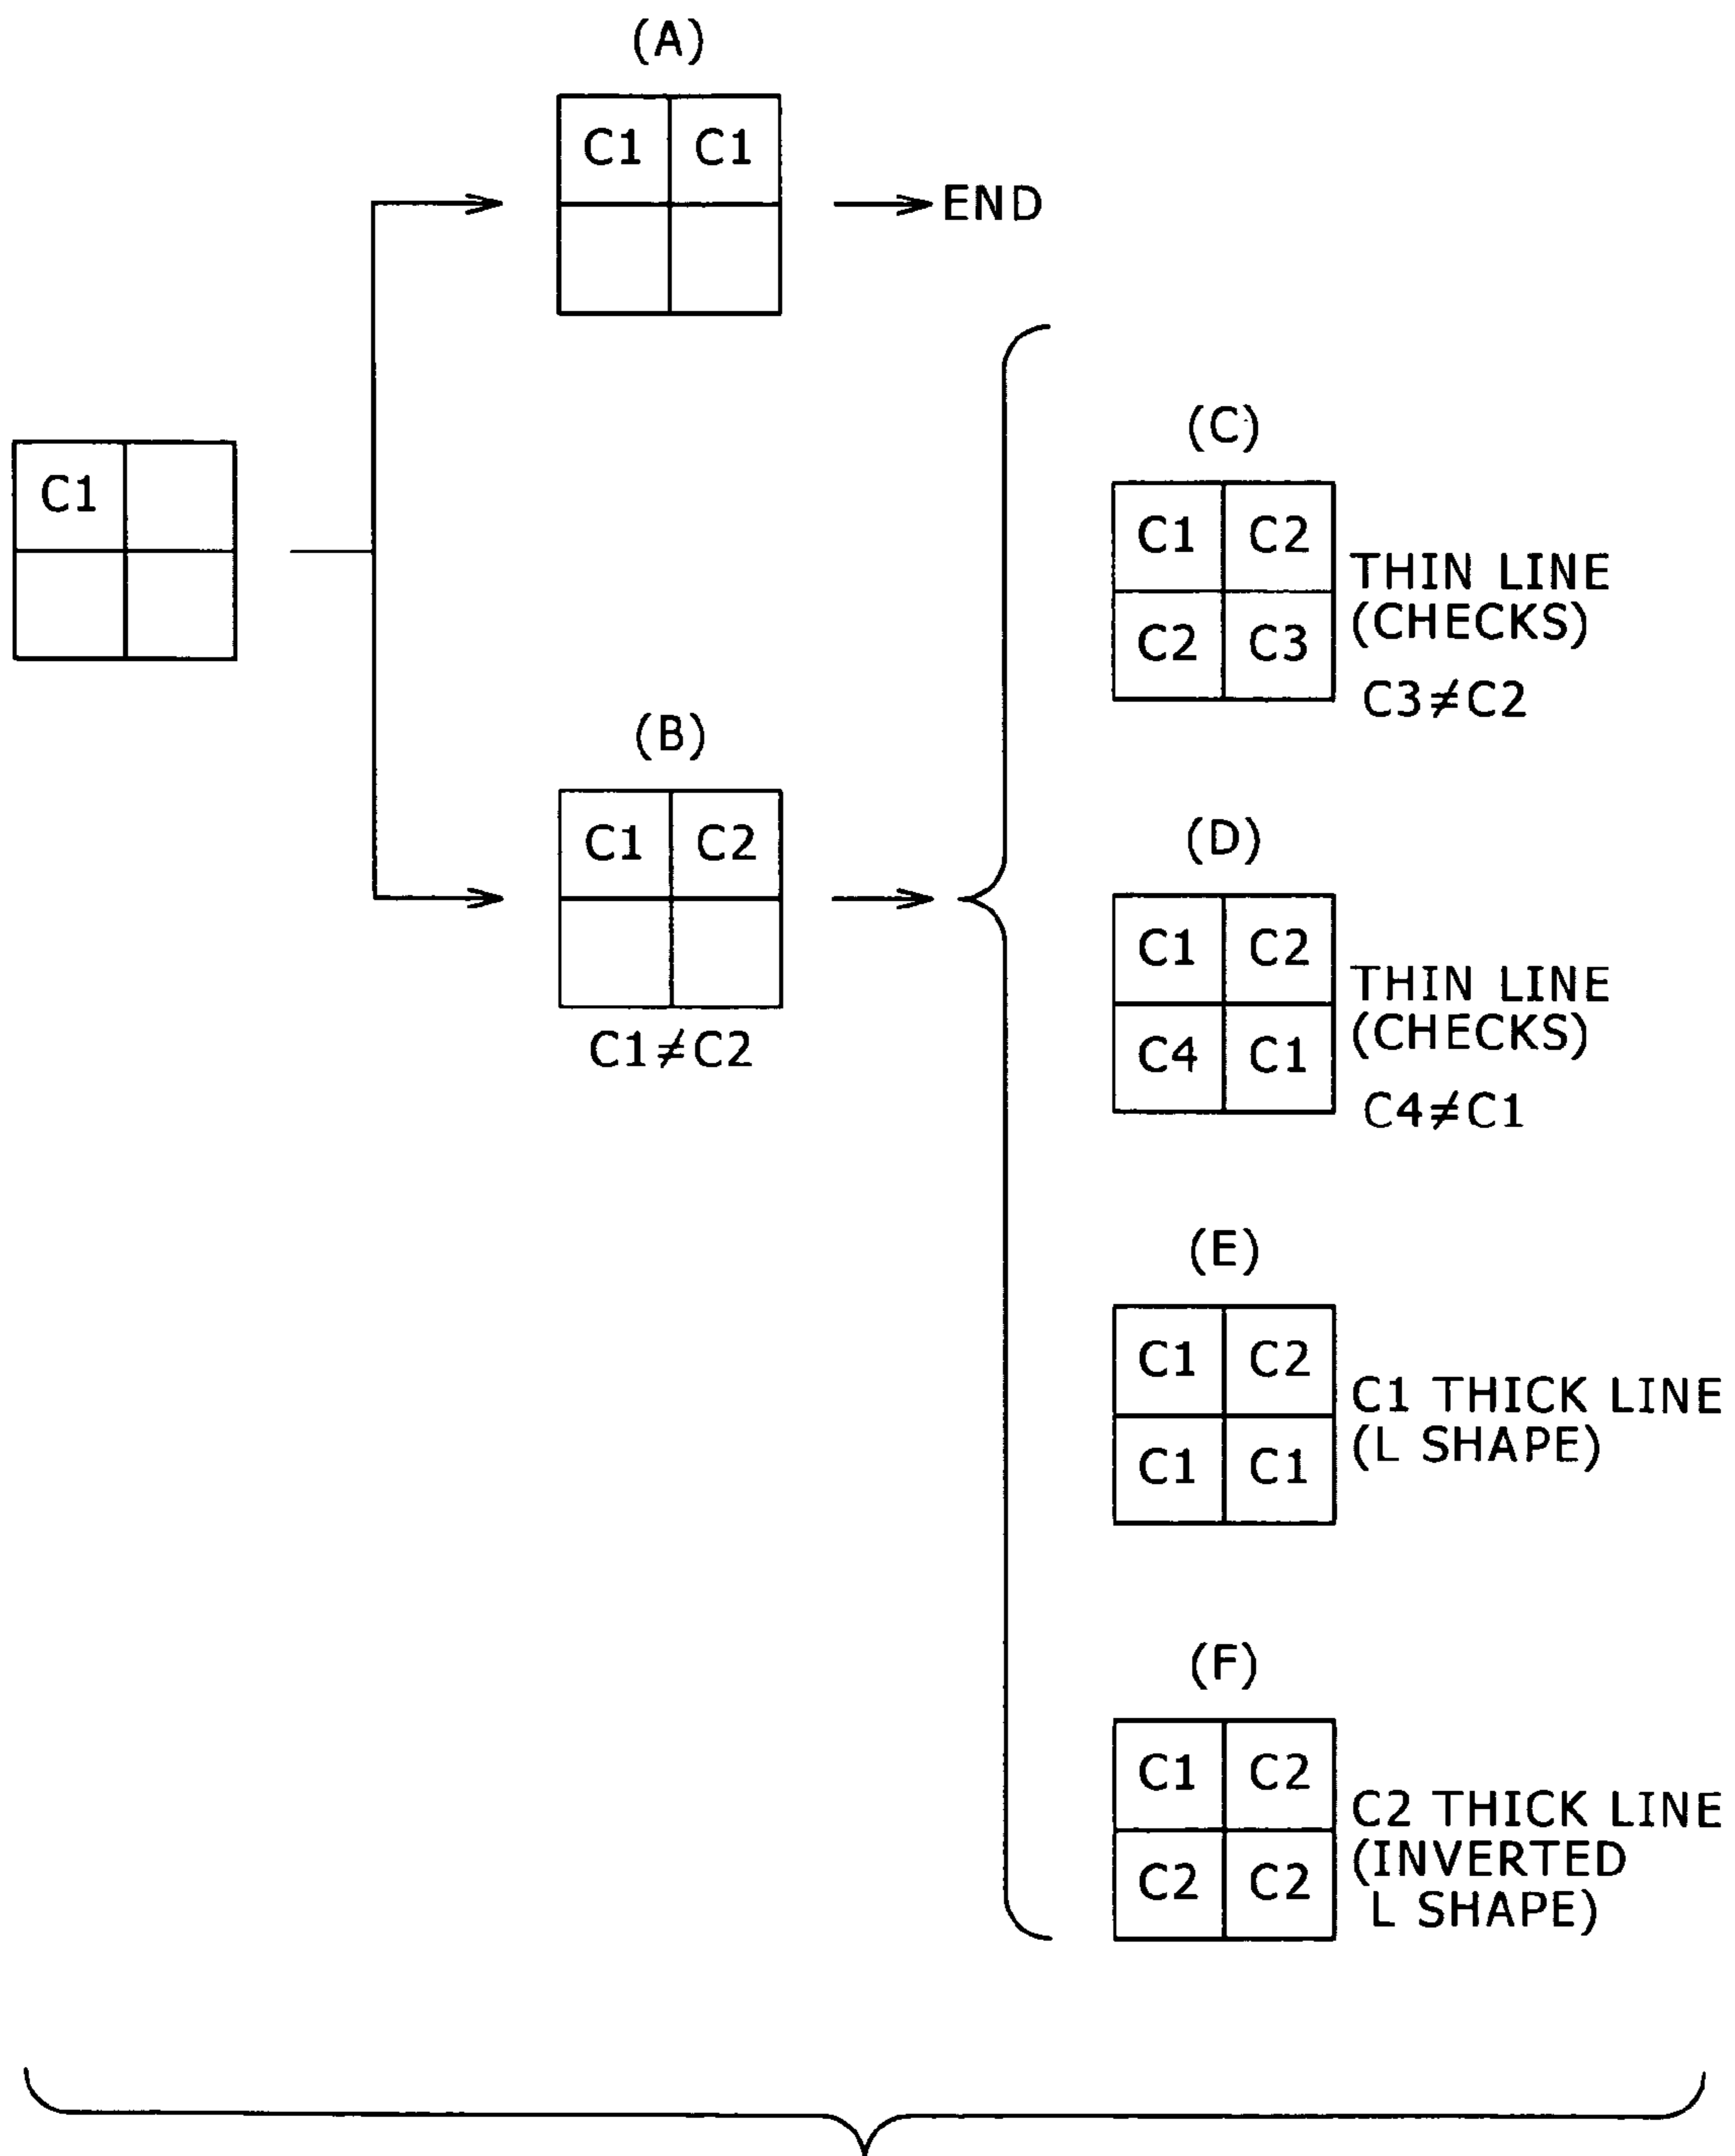 (A)
C1 C1
END
C1
(B)
C1 C2
C1≠C2
(C)
C1 C2
C2 C3
THIN LINE
(CHECKS)
C3≠C2
(D)
C1 C2
C4 C1
THIN LINE
(CHECKS)
C4≠C1
(E)
C1 C2
C1 C1
C1 THICK LINE
(L SHAPE)
(F)
C1 C2
C2 C2
C2 THICK LINE
(INVERTED
L SHAPE)